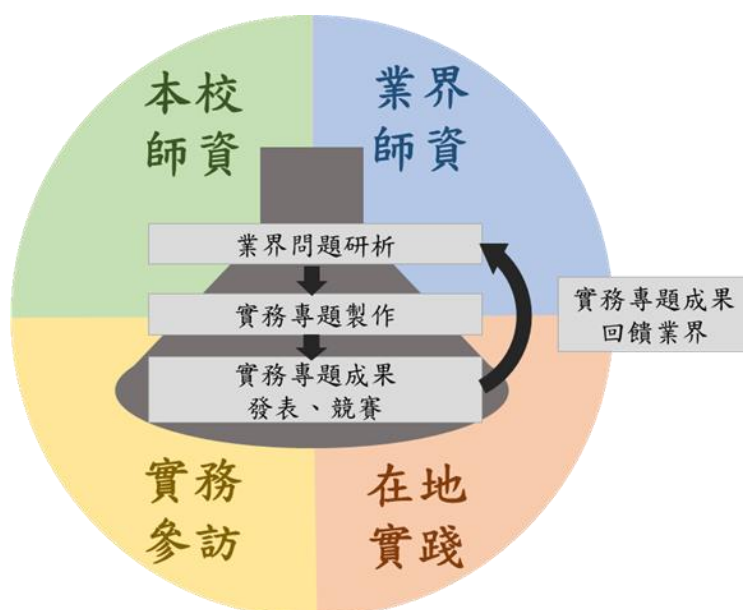 本校
師資
業界
師資
業界問題研析
實務專題製作
實務專題成果
發表、競賽
實務專題成果
回饋業界
實務
參訪
在地
實踐